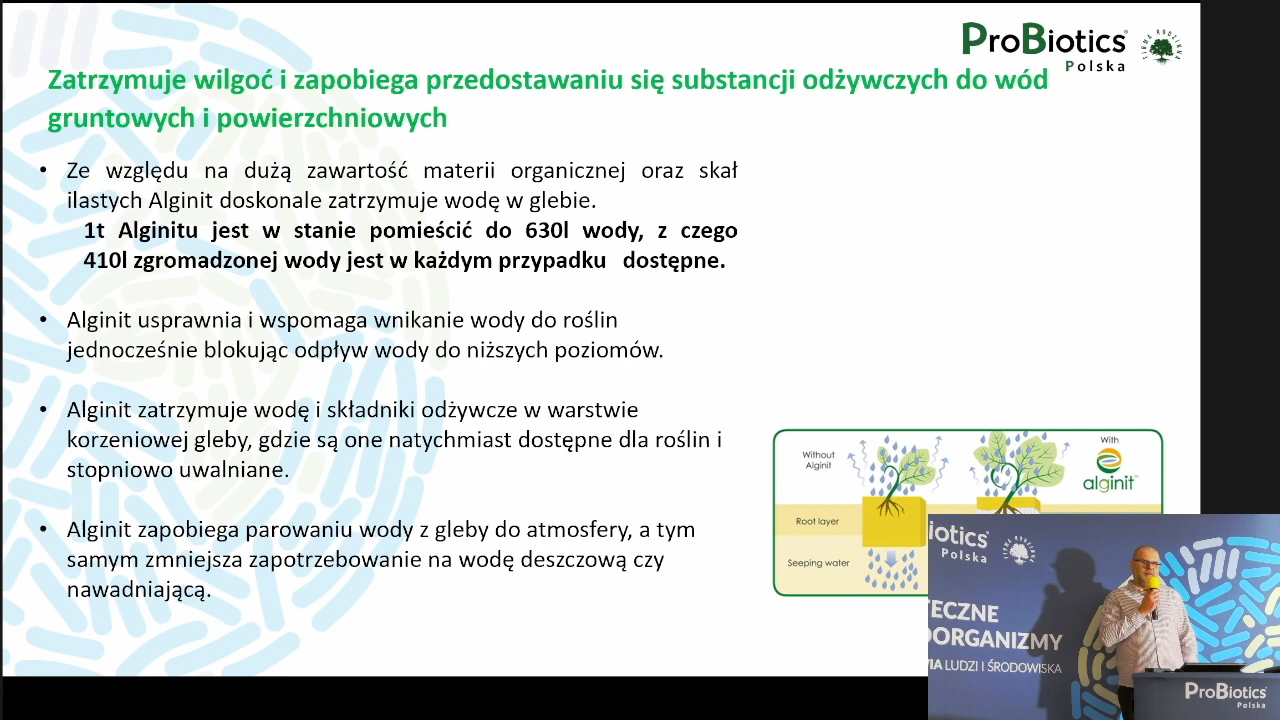 ProBiotics
Polska
Zatrzymuje wilgoć i zapobiega przedostawaniu się substancji odżywczych do wód
gruntowych i powierzchniowych
• Ze względu na dużą zawartość materii organicznej oraz skał
ilastych Alginit doskonale zatrzymuje wodę w glebie.
1t Alginitu jest w stanie pomieścić do 630l wody, z czego
410l zgromadzonej wody jest w każdym przypadku dostępne.
• Alginit usprawnia i wspomaga wnikanie wody do roślin
jednocześnie blokując odpływ wody do niższych poziomów.
• Alginit zatrzymuje wodę i składniki odżywcze w warstwie
korzeniowej gleby, gdzie są one natychmiast dostępne dla roślin i
stopniowo uwalniane.
• Alginit zapobiega parowaniu wody z gleby do atmosfery, a tym
samym zmniejsza zapotrzebowanie na wodę deszczową czy
nawadniającą.
Without
Alginit
With
alginit
Root layer
Seeping water
iotics
Polska
TECZNE
OORGANIZMY
WIA LUDZI I ŚRODOWISKA
ProBiotics
Polska